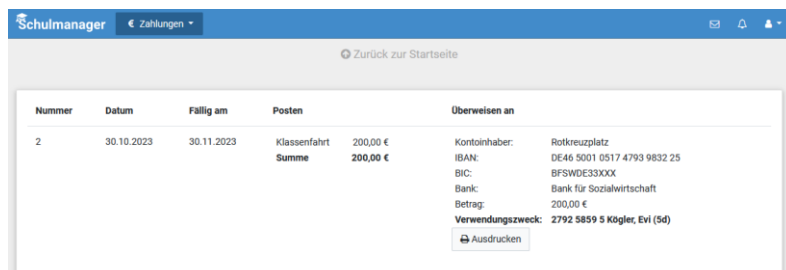 Schulmanager € Zahlungen
Zurück zur Startseite
Nummer Datum Fällig am Posten Überweisen an
2 30.10.2023 30.11.2023 Klassenfahrt 200,00 € Kontoinhaber: Rotkreuzplatz
Summe 200,00 € IBAN: DE46 5001 0517 4793 9832 25
BIC: BFSWDE33XXX
Bank: Bank für Sozialwirtschaft
Betrag: 200,00 €
Verwendungszweck: 2792 5859 5 Kögler, Evi (5d)
Ausdrucken